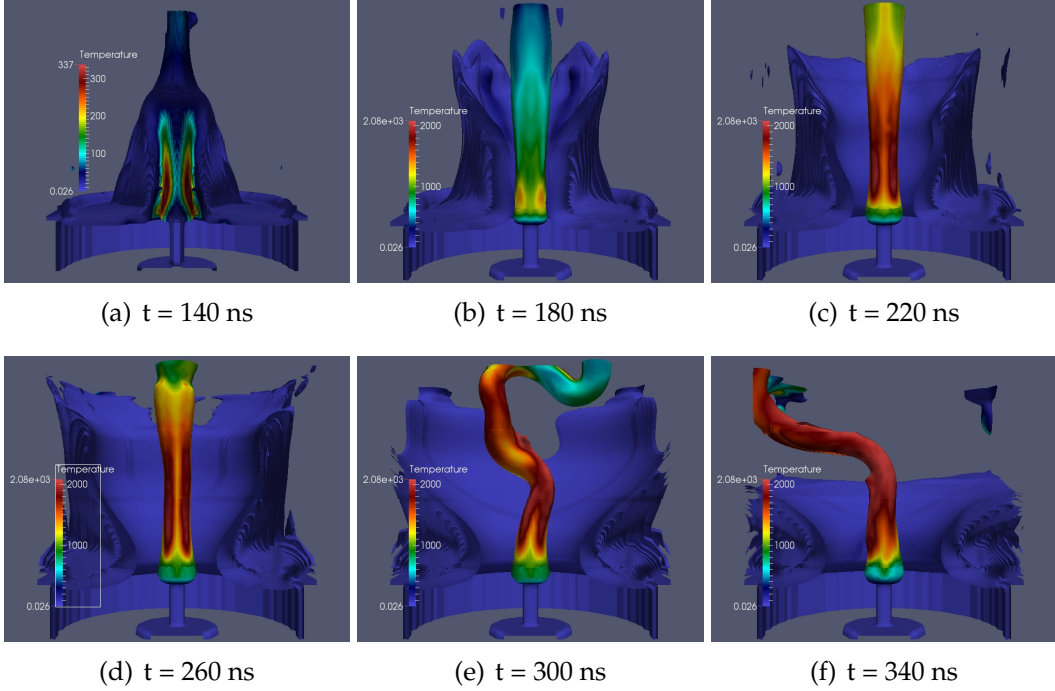 Temperature
337
300
200
100
0.026
(a) t = 140 ns
Temperature
2.08e+03
2000
1000
0.026
(b) t = 180 ns
Temperature
2.08e+03
2000
1000
0.026
(c) t = 220 ns
Temperature
2.08e+03
2000
1000
0.026
(d) t = 260 ns
Temperature
2.08e+03
2000
1000
0.026
(e) t = 300 ns
Temperature
2.08e+03
2000
1000
0.026
(f) t = 340 ns